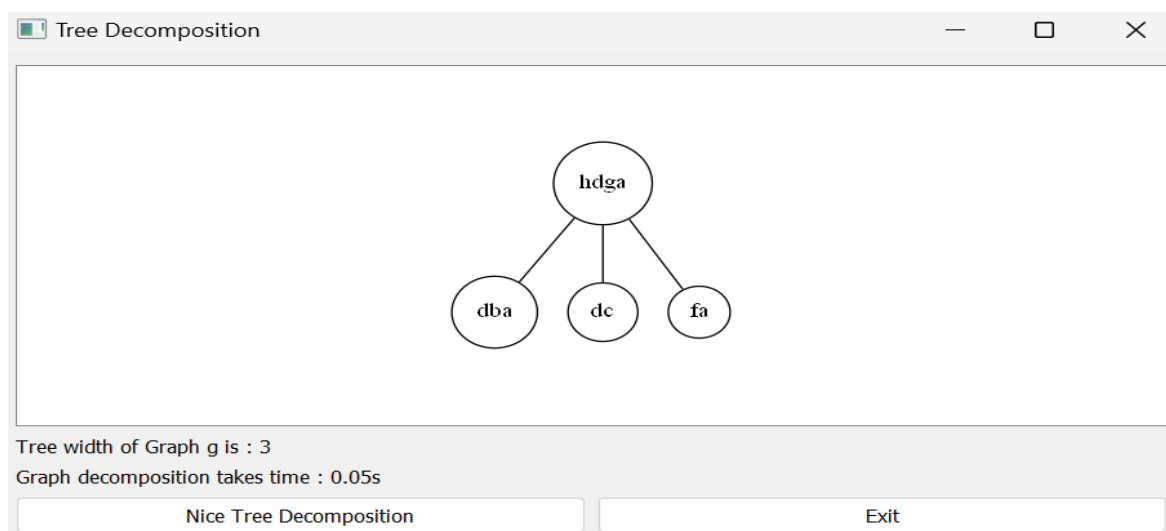 Tree Decomposition
hdga
dba dc fa
Tree width of Graph g is : 3
Graph decomposition takes time : 0.05s
Nice Tree Decomposition Exit